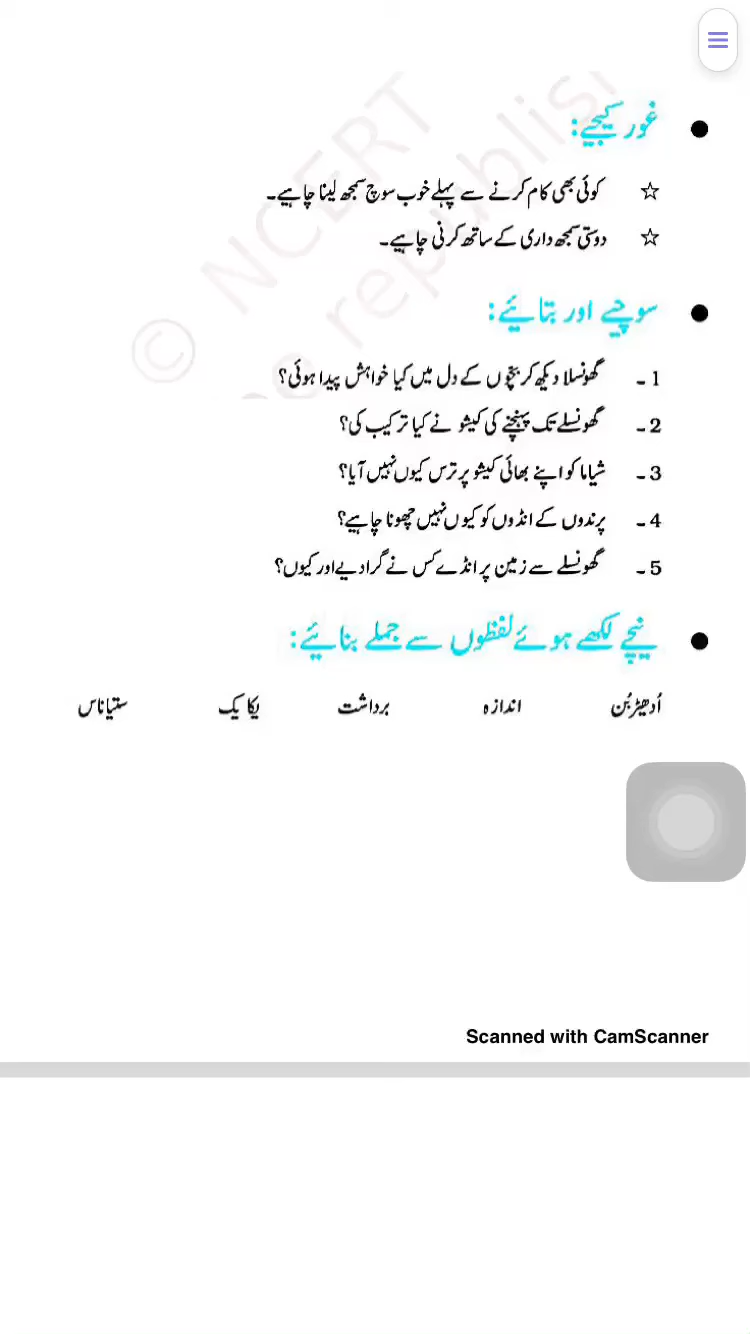 غور کیجیے:
☆ کوئی بھی کام کرنے سے پہلے خوب سوچ سمجھ لینا چاہیے۔
☆ دوستی سمجھ داری کے ساتھ کرنی چاہیے۔
سوچیے اور بتائیے:
1 ۔ گھونسلا دیکھ کر بچّوں کے دل میں کیا خواہش پیدا ہوئی؟
2 ۔ گھونسلے تک پہنچنے کی کیشو نے کیا ترکیب کی؟
3 ۔ شیاما کو اپنے بھائی کیشو پر ترس کیوں نہیں آیا؟
4 ۔ پرندوں کے انڈوں کو کیوں نہیں چھونا چاہیے؟
5 ۔ گھونسلے سے زمین پر انڈے کس نے گرا دیے اور کیوں؟
نیچے لکھے ہوئے لفظوں سے جملے بنائیے:
اُدھیڑبُن اندازہ برداشت یکایک ستیاناس
© NCERT
be republis
Scanned with CamScanner